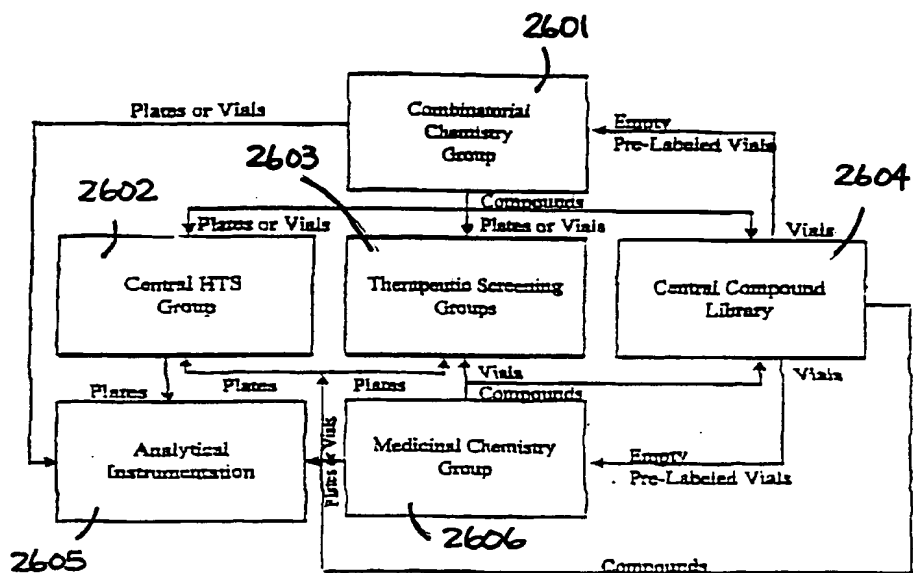 2601
Plates or Vials
Combinatorial
Chemistry
Group
Empty
Pre-Labeled Vials
2602
2603
2604
Compounds
Plates or Vials
Plates or Vials
Vials
Central HTS
Group
Therapeutic Screening
Groups
Central Compound
Library
Plates
Plates
Plates
Vials
Compounds
Vials
Analytical
Instrumentation
Plates or Vials
Medicinal Chemistry
Group
Empty
Pre-Labeled Vials
2605
2606
Compounds